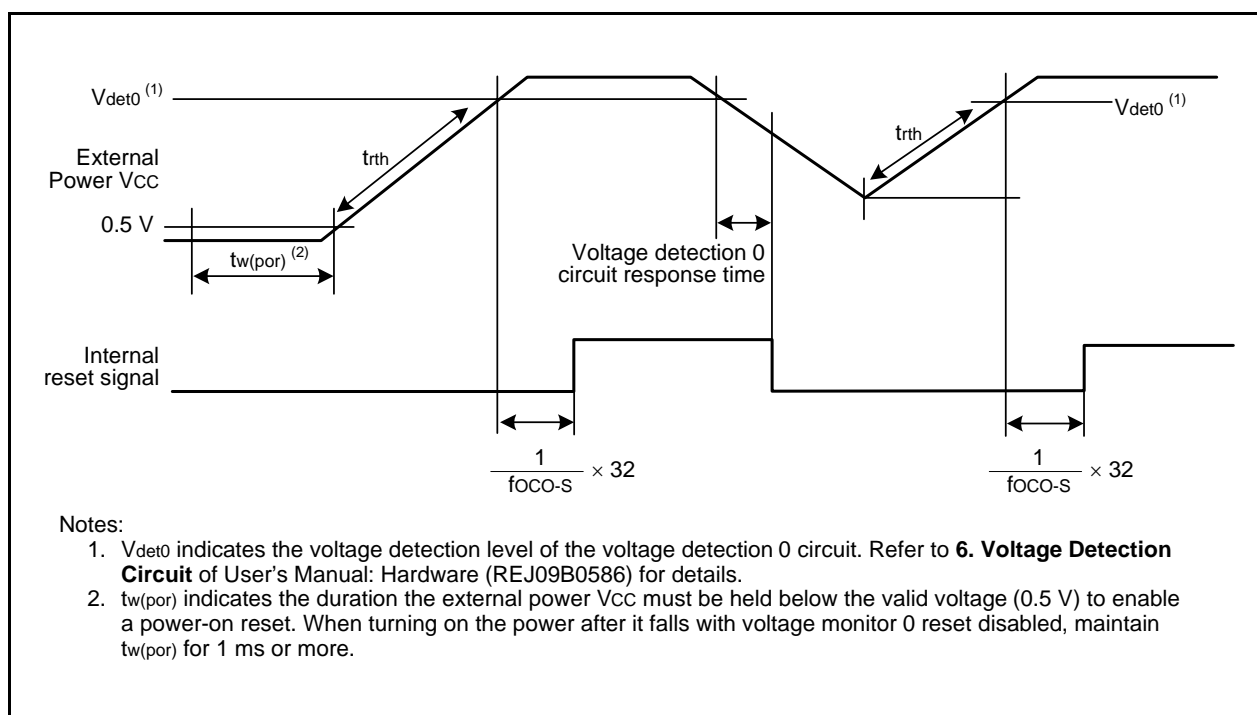 Vdet0 (1)
trth
External
Power VCC
0.5 V
tw(por) (2)
Voltage detection 0
circuit response time
trth
Vdet0 (1)
Internal
reset signal
1
fOCO-S
× 32
1
fOCO-S
× 32
Notes:
1. Vdet0 indicates the voltage detection level of the voltage detection 0 circuit. Refer to 6. Voltage Detection
Circuit of User's Manual: Hardware (REJ09B0586) for details.
2. tw(por) indicates the duration the external power VCC must be held below the valid voltage (0.5 V) to enable
a power-on reset. When turning on the power after it falls with voltage monitor 0 reset disabled, maintain
tw(por) for 1 ms or more.